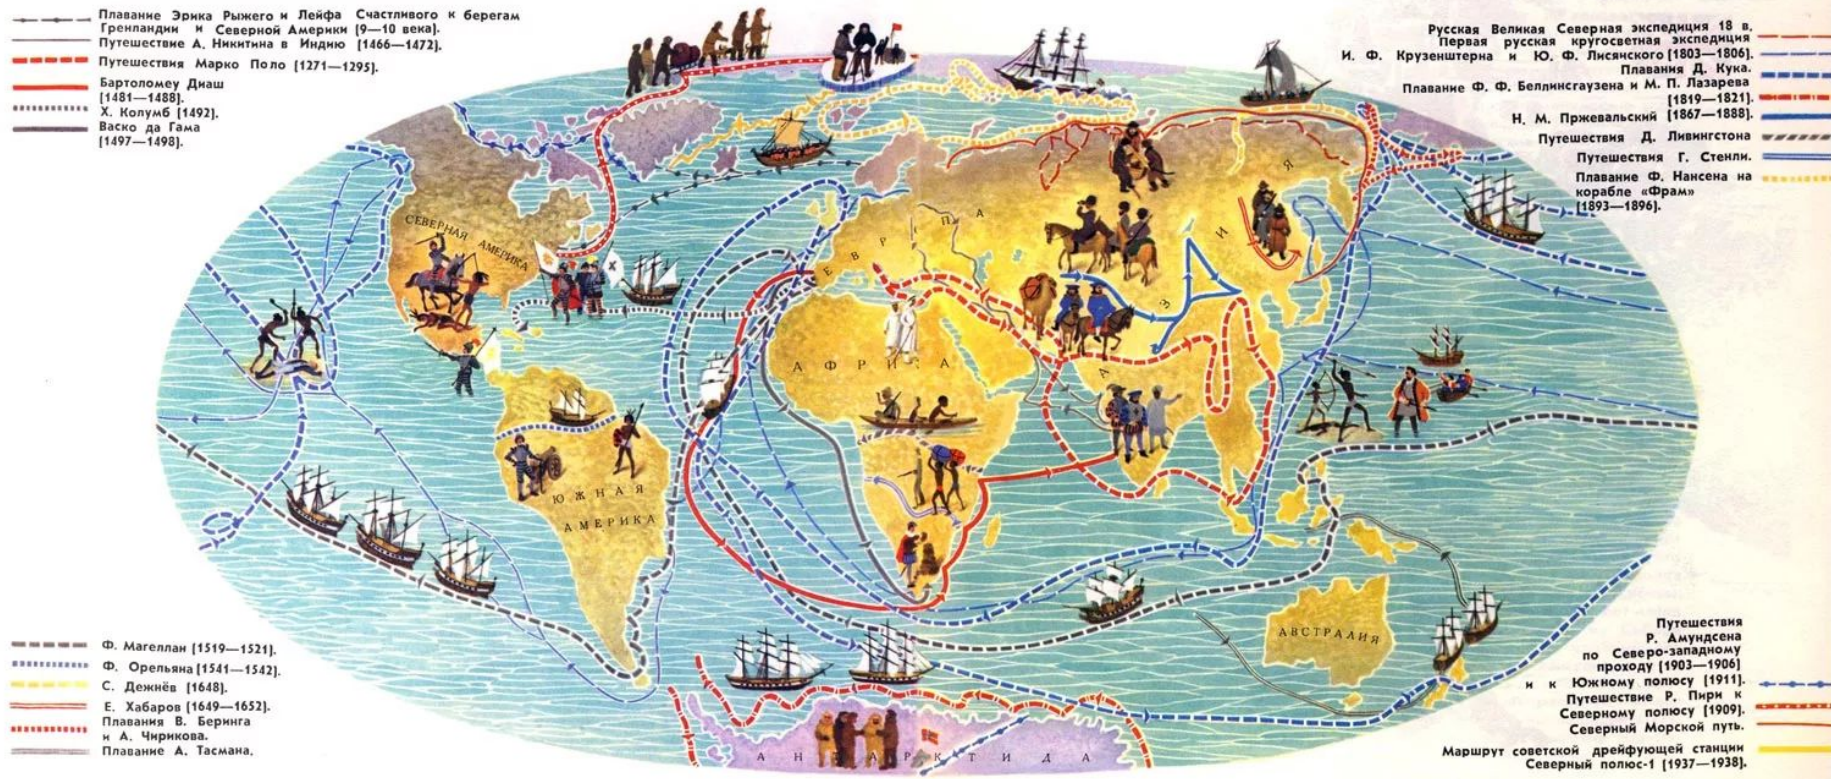 Плавание Эрика Рыжего и Лейфа Счастливого к берегам
Гренландии и Северной Америки [9—10 века].
Путешествие А. Никитина в Индию [1466—1472].
Путешествия Марко Поло [1271—1295].
Бартоломеу Диаш
[1481—1488].
Х. Колумб [1492].
Васко да Гама
[1497—1498].
Русская Великая Северная экспедиция 18 в.
Первая русская кругосветная экспедиция
И. Ф. Крузенштерна и Ю. Ф. Лисянского [1803—1806].
Плавания Д. Кука.
Плавание Ф. Ф. Беллинсгаузена и М. П. Лазарева
[1819—1821].
Н. М. Пржевальский [1867—1888].
Путешествия Д. Ливингстона
Путешествия Г. Стенли.
Плавание Ф. Нансена на
корабле «Фрам»
[1893—1896].
СЕВЕРНАЯ АМЕРИКА
ЕВРОПА
АЗИЯ
АФРИКА
ЮЖНАЯ
АМЕРИКА
АВСТРАЛИЯ
АНТАРКТИДА
Ф. Магеллан [1519—1521].
Ф. Орельяна [1541—1542].
С. Дежнёв [1648].
Е. Хабаров [1649—1652].
Плавания В. Беринга
и А. Чирикова.
Плавание А. Тасмана.
Путешествия
Р. Амундсена
по Северо-западному
проходу [1903—1906]
и к Южному полюсу [1911].
Путешествие Р. Пири к
Северному полюсу [1909].
Северный Морской путь.
Маршрут советской дрейфующей станции
Северный полюс-1 [1937—1938].